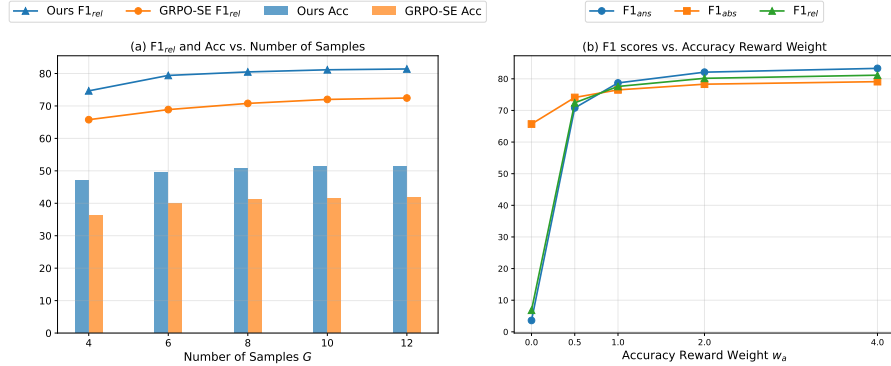 Ours F1rel GRPO-SE F1rel Ours Acc GRPO-SE Acc
F1ans F1abs F1rel
(a) F1rel and Acc vs. Number of Samples
80
70
60
50
40
30
20
10
0
4 6 8 10 12
Number of Samples G
(b) F1 scores vs. Accuracy Reward Weight
80
70
60
50
40
30
20
10
0
0.0 0.5 1.0 2.0 4.0
Accuracy Reward Weight wa